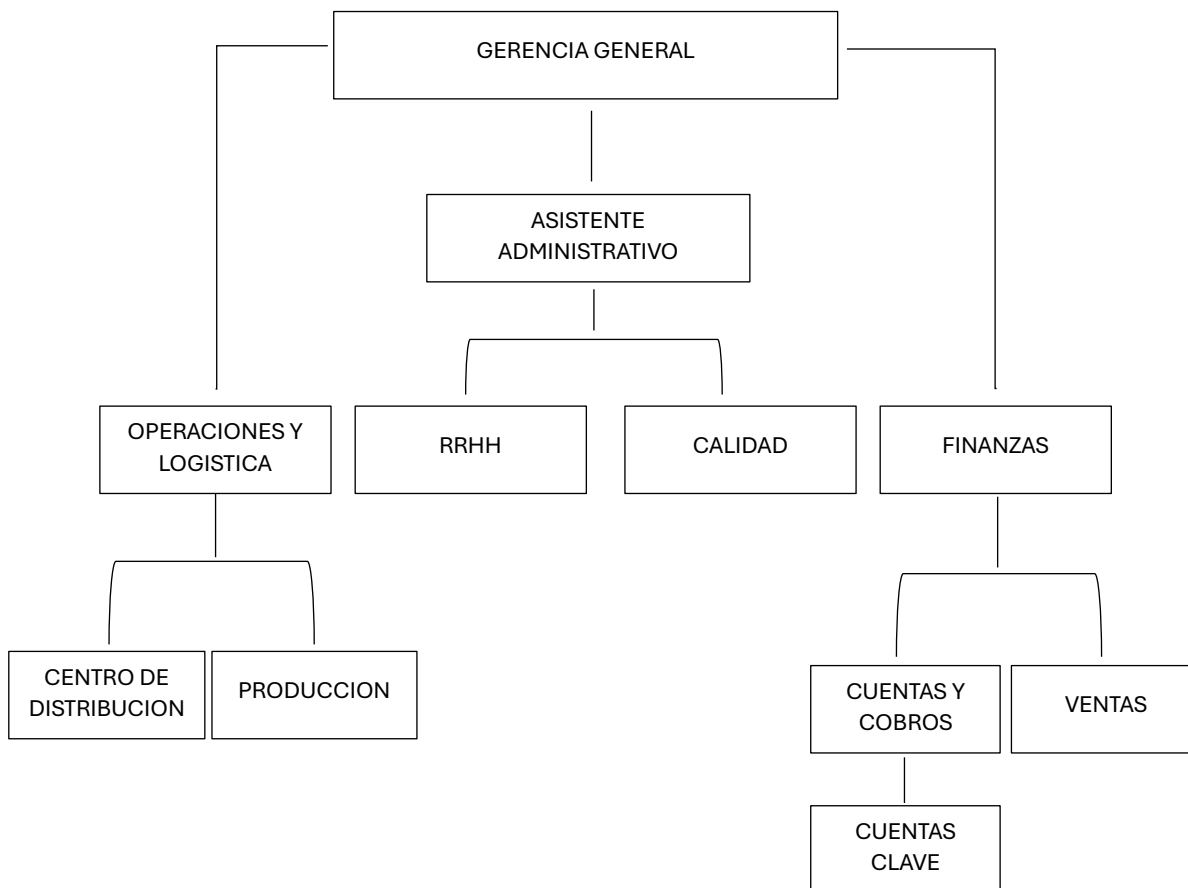 GERENCIA GENERAL
ASISTENTE
ADMINISTRATIVO
OPERACIONES Y
LOGISTICA
RRHH
CALIDAD
FINANZAS
CENTRO DE
DISTRIBUCION
PRODUCCION
CUENTAS Y
COBROS
VENTAS
CUENTAS
CLAVE